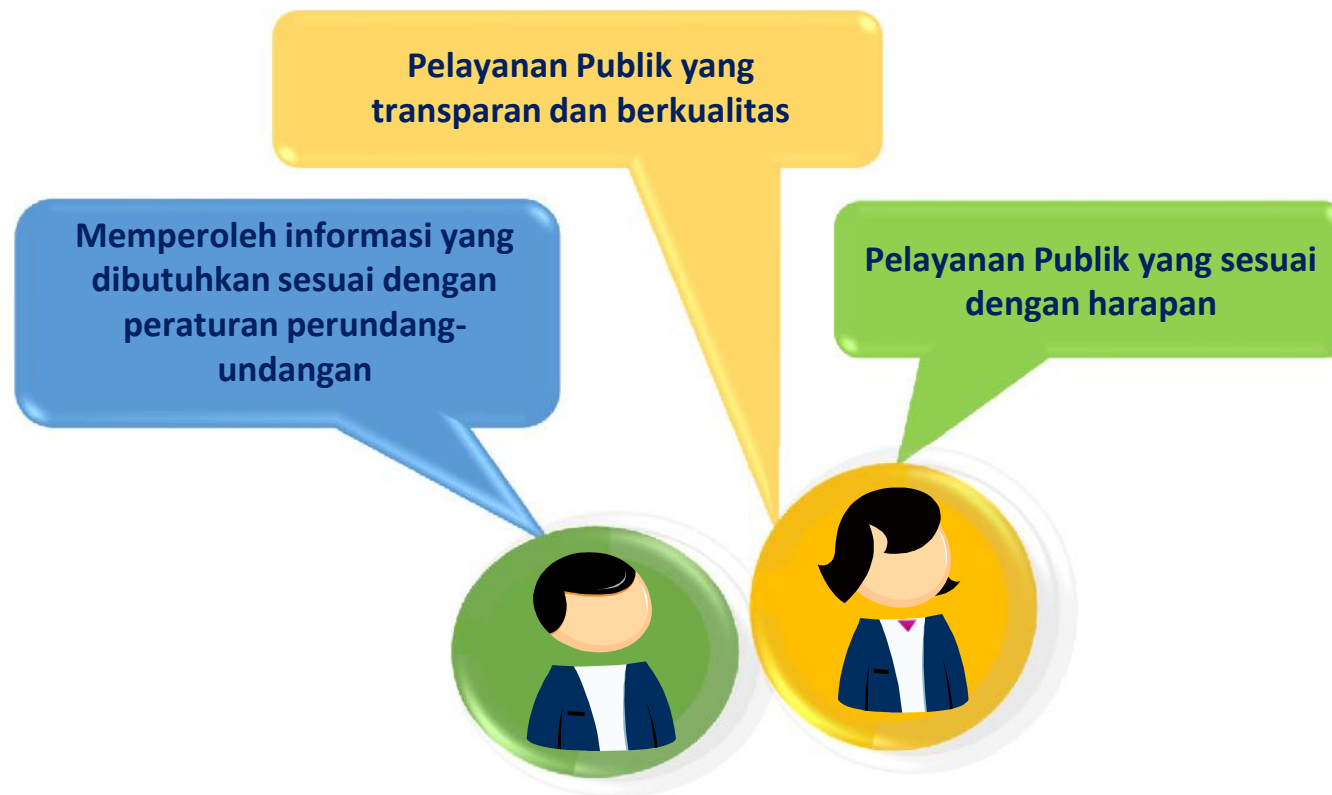 Pelayanan Publik yang
transparan dan berkualitas
Memperoleh informasi yang
dibutuhkan sesuai dengan
peraturan perundang-
undangan
Pelayanan Publik yang sesuai
dengan harapan